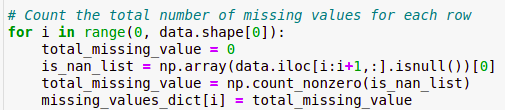 # Count the total number of missing values for each row
for i in range(0, data.shape[0]):
    total_missing_value = 0
    is_nan_list = np.array(data.iloc[i:i+1,:].isnull())[0]
    total_missing_value = np.count_nonzero(is_nan_list)
    missing_values_dict[i] = total_missing_value